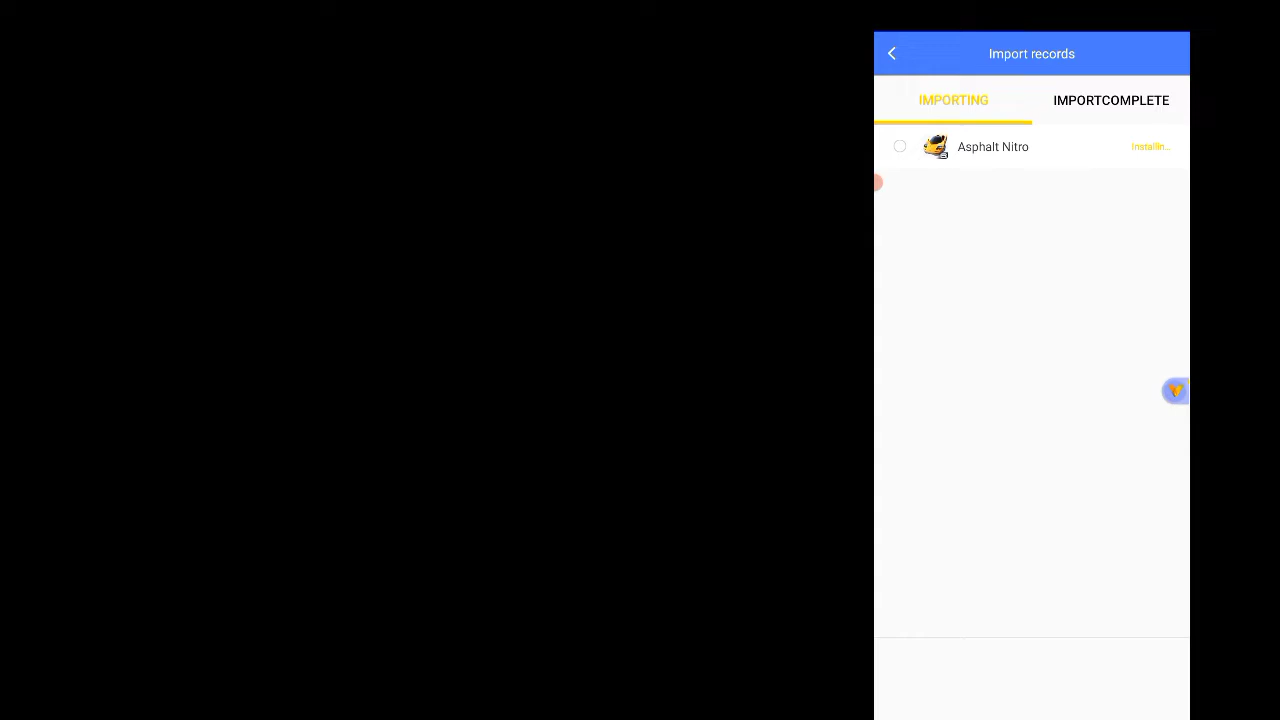 Import records
IMPORTING
IMPORTCOMPLETE
Asphalt Nitro
Installin...